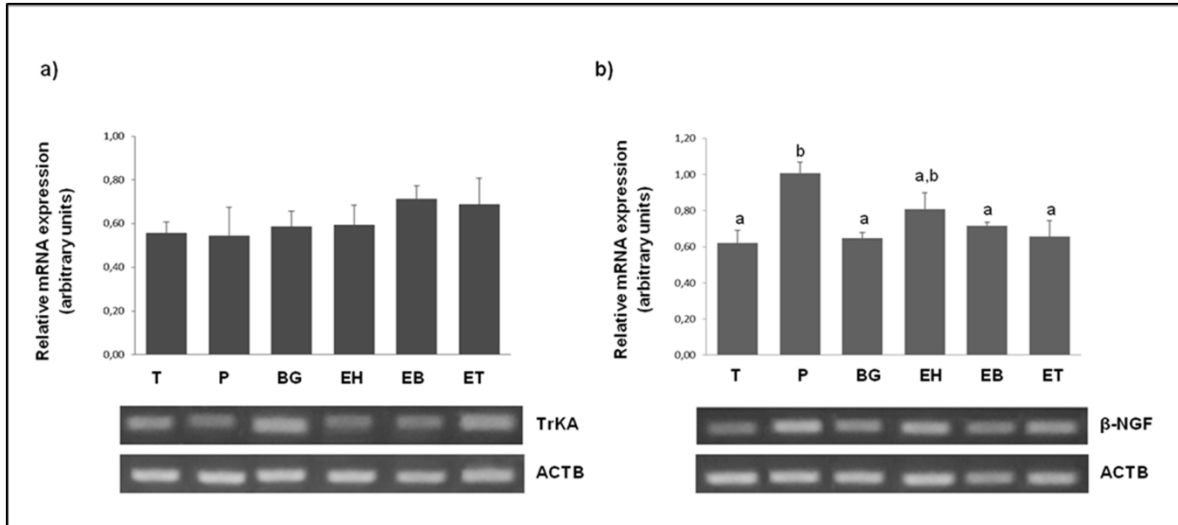 a)
Relative mRNA expression
(arbitrary units)
1,00
0,80
0,60
0,40
0,20
0,00
T P BG EH EB ET
TrKA
ACTB
b)
Relative mRNA expression
(arbitrary units)
1,20
1,00
0,80
0,60
0,40
0,20
0,00
a b a a,b a a
T P BG EH EB ET
β-NGF
ACTB